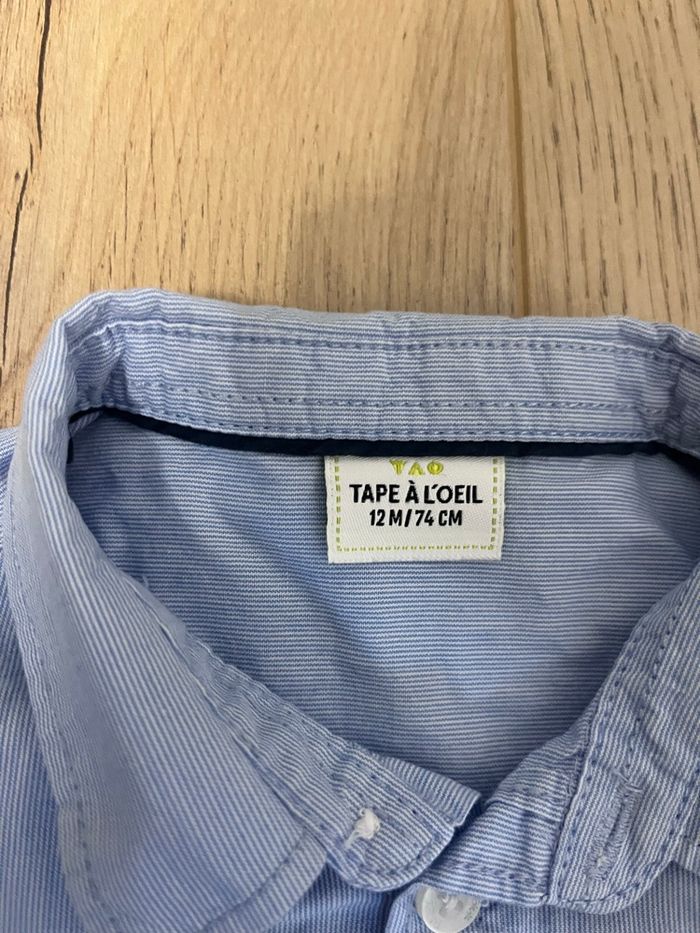 TAO
TAPE À L'OEIL
12 M/74 CM